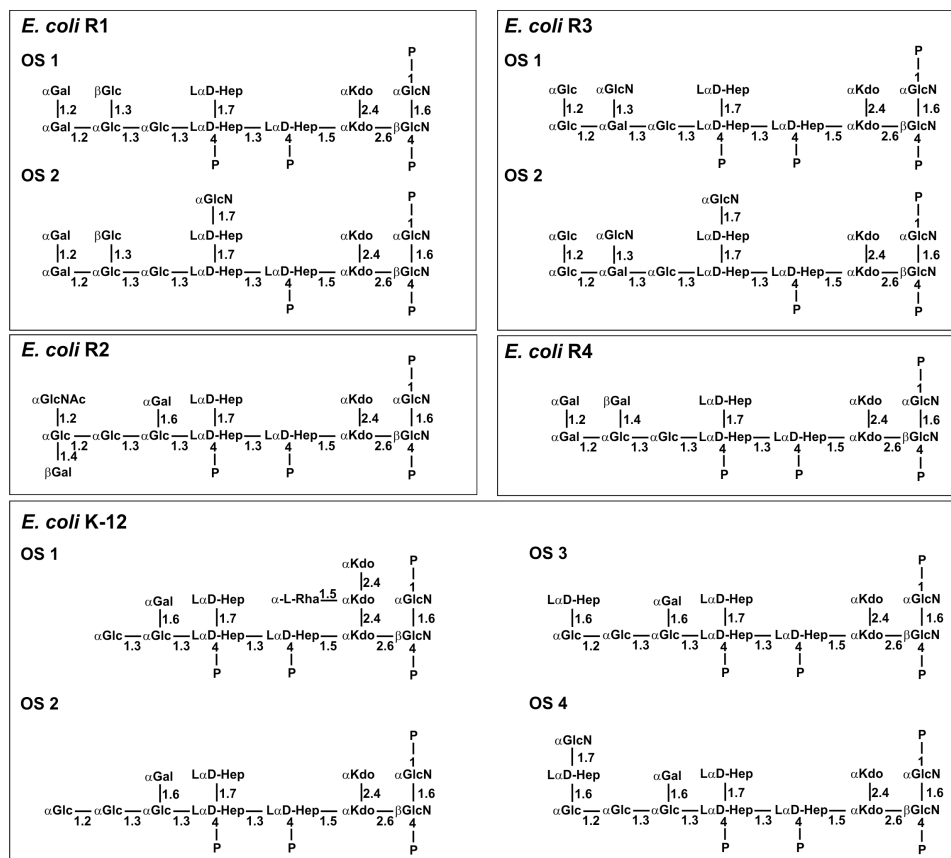 E. coli R1
OS 1
P
1
αGal βGlc LαD-Hep αKdo αGlcN
1.2 1.3 1.7 2.4 1.6
αGal αGlc αGlc LαD-Hep LαD-Hep αKdo βGlcN
1.2 1.3 1.3 4 1.3 4 1.5 2.6 4
P P P
OS 2
αGlcN P
1.7 1
αGal βGlc LαD-Hep αKdo αGlcN
1.2 1.3 1.7 2.4 1.6
αGal αGlc αGlc LαD-Hep LαD-Hep αKdo βGlcN
1.2 1.3 1.3 1.3 4 1.5 2.6 4
P P
E. coli R3
OS 1
P
1
αGlc αGlcN LαD-Hep αKdo αGlcN
1.2 1.3 1.7 2.4 1.6
αGlc αGal αGlc LαD-Hep LαD-Hep αKdo βGlcN
1.2 1.3 1.3 4 1.3 4 1.5 2.6 4
P P P
OS 2
αGlcN P
1.7 1
αGlc αGlcN LαD-Hep αKdo αGlcN
1.2 1.3 1.7 2.4 1.6
αGlc αGal αGlc LαD-Hep LαD-Hep αKdo βGlcN
1.2 1.3 1.3 1.3 4 1.5 2.6 4
P P
E. coli R2
P
1
αGlcNAc αGal LαD-Hep αKdo αGlcN
1.2 1.6 1.7 2.4 1.6
αGlc αGlc αGlc LαD-Hep LαD-Hep αKdo βGlcN
1.4 1.2 1.3 1.3 4 1.3 4 1.5 2.6 4
βGal P P P
E. coli R4
P
1
αGal βGal LαD-Hep αKdo αGlcN
1.2 1.4 1.7 2.4 1.6
αGal αGlc αGlc LαD-Hep LαD-Hep αKdo βGlcN
1.2 1.3 1.3 4 1.3 4 1.5 2.6 4
P P P
E. coli K-12
OS 1
αKdo P
2.4 1
αGal LαD-Hep α-L-Rha 1.5 αKdo αGlcN
1.6 1.7 2.4 1.6
αGlc αGlc LαD-Hep LαD-Hep αKdo βGlcN
1.3 1.3 4 1.3 4 1.5 2.6 4
P P P
OS 2
P
1
αGal LαD-Hep αKdo αGlcN
1.6 1.7 2.4 1.6
αGlc αGlc αGlc LαD-Hep LαD-Hep αKdo βGlcN
1.2 1.3 1.3 4 1.3 4 1.5 2.6 4
P P P
OS 3
P
1
LαD-Hep αGal LαD-Hep αKdo αGlcN
1.6 1.6 1.7 2.4 1.6
αGlc αGlc αGlc LαD-Hep LαD-Hep αKdo βGlcN
1.2 1.3 1.3 4 1.3 4 1.5 2.6 4
P P P
OS 4
αGlcN P
1.7 1
LαD-Hep αGal LαD-Hep αKdo αGlcN
1.6 1.6 1.7 2.4 1.6
αGlc αGlc αGlc LαD-Hep LαD-Hep αKdo βGlcN
1.2 1.3 1.3 4 1.3 4 1.5 2.6 4
P P P